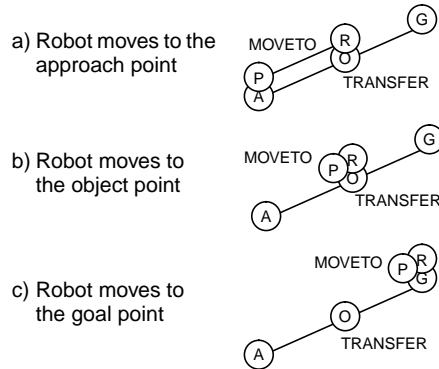 a) Robot moves to the
approach point
MOVETO
P
R
G
A
O
TRANSFER
b) Robot moves to
the object point
MOVETO
P
R
G
O
A
TRANSFER
c) Robot moves to
the goal point
MOVETO
P
R
G
O
A
TRANSFER